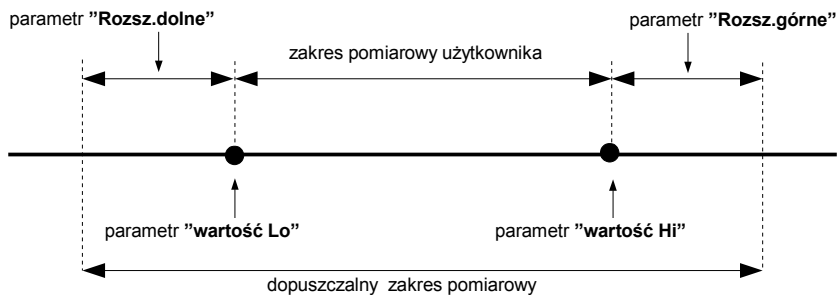 parametr ”Rozsz.dolne”
parametr ”Rozsz.górne”
zakres pomiarowy użytkownika
parametr ”wartość Lo”
parametr ”wartość Hi”
dopuszczalny zakres pomiarowy